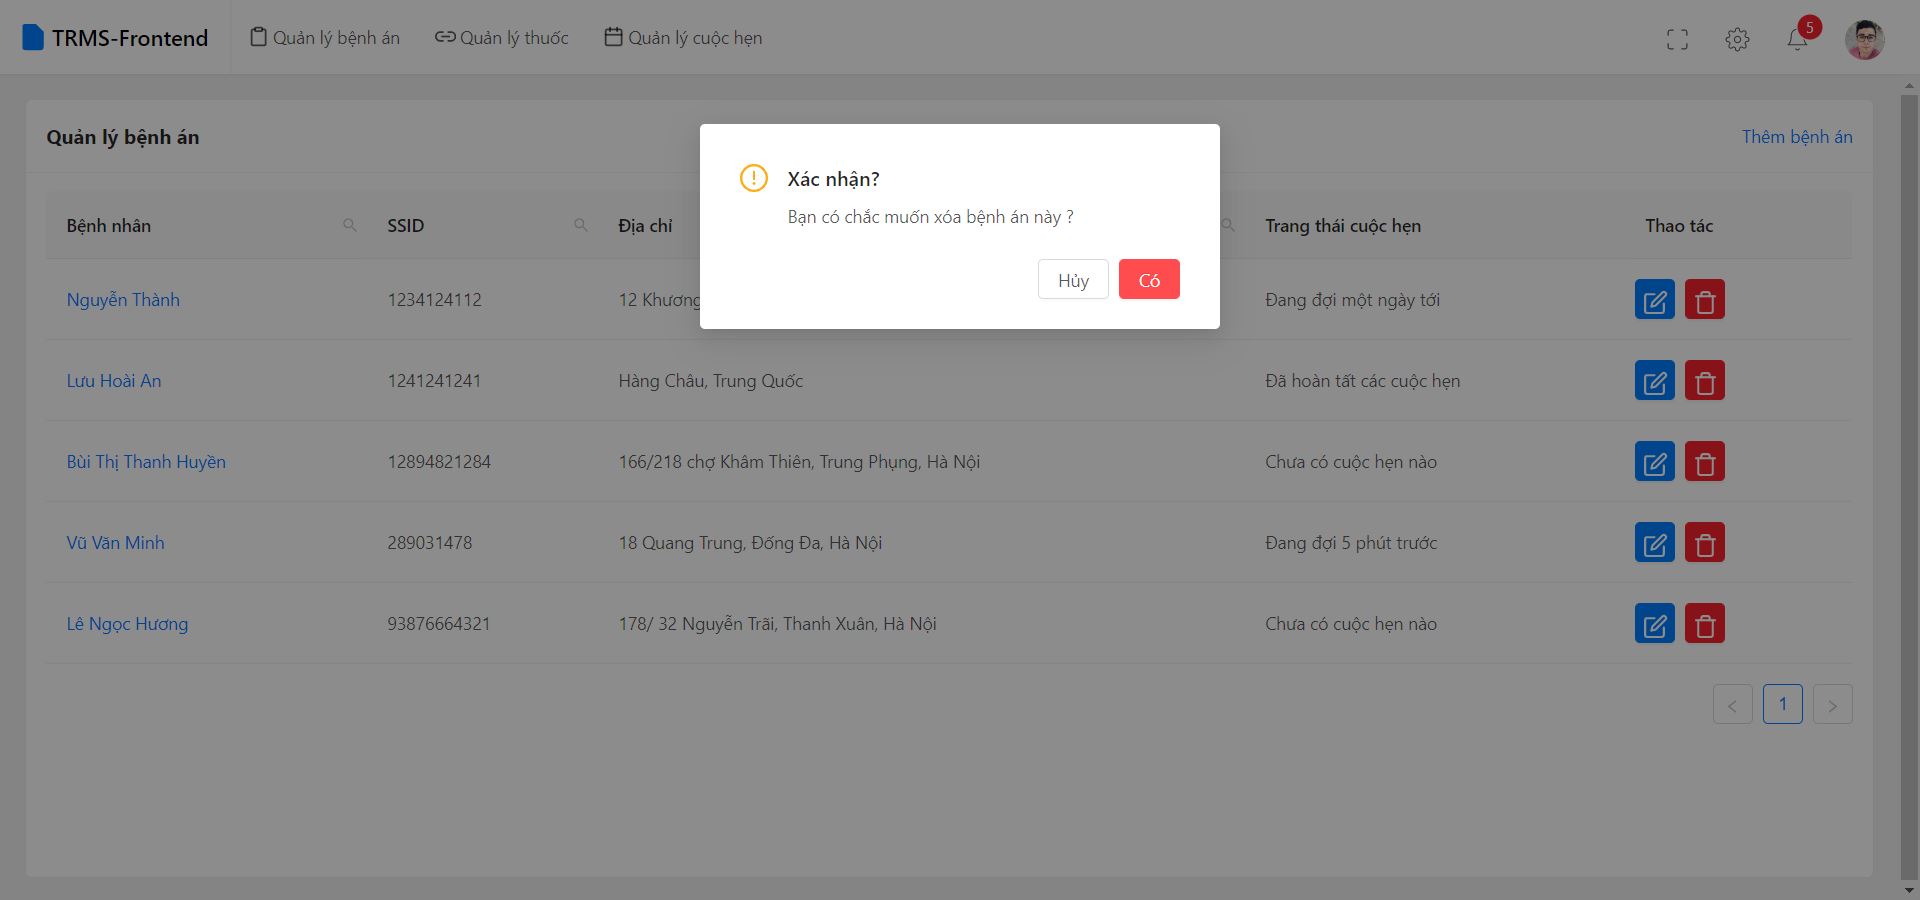 TRMS-Frontend Quản lý bệnh án Quản lý thuốc Quản lý cuộc hẹn 5
Quản lý bệnh án Thêm bệnh án
Xác nhận?
Bạn có chắc muốn xóa bệnh án này ?
Hủy Có
Bệnh nhân SSID Địa chỉ Trang thái cuộc hẹn Thao tác
Nguyễn Thành 1234124112 12 Khương Đang đợi một ngày tới
Lưu Hoài An 1241241241 Hàng Châu, Trung Quốc Đã hoàn tất các cuộc hẹn
Bùi Thị Thanh Huyền 12894821284 166/218 chợ Khâm Thiên, Trung Phụng, Hà Nội Chưa có cuộc hẹn nào
Vũ Văn Minh 289031478 18 Quang Trung, Đống Đa, Hà Nội Đang đợi 5 phút trước
Lê Ngọc Hương 93876664321 178/ 32 Nguyễn Trãi, Thanh Xuân, Hà Nội Chưa có cuộc hẹn nào
< 1 >